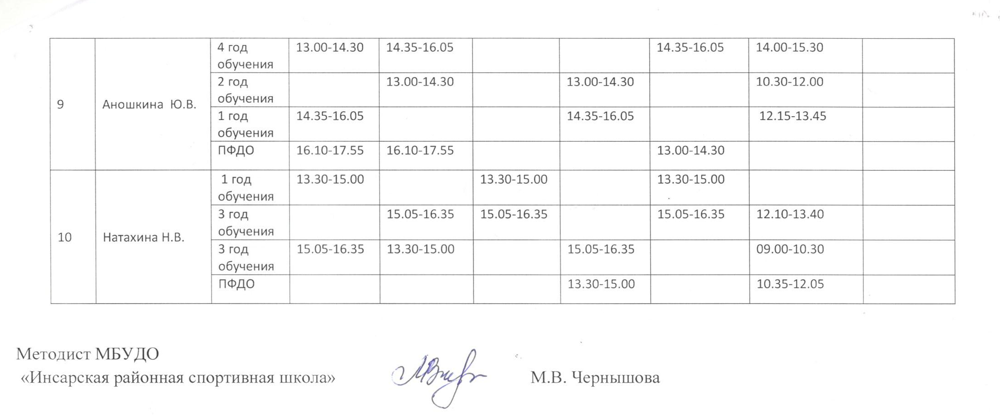 4 год 13.00-14.30 14.35-16.05 14.35-16.05 14.00-15.30
обучения
2 год 13.00-14.30 13.00-14.30 10.30-12.00
обучения
9 Аношкина Ю.В.
1 год 14.35-16.05 14.35-16.05 12.15-13.45
обучения
ПФДО 16.10-17.55 16.10-17.55 13.00-14.30
1 год 13.30-15.00 13.30-15.00 13.30-15.00
обучения
3 год 15.05-16.35 15.05-16.35 15.05-16.35 12.10-13.40
обучения
10 Натахина Н.В.
3 год 15.05-16.35 13.30-15.00 15.05-16.35 09.00-10.30
обучения
ПФДО 13.30-15.00 10.35-12.05
Методист МБУДО
«Инсарская районная спортивная школа» М.В. Чернышова